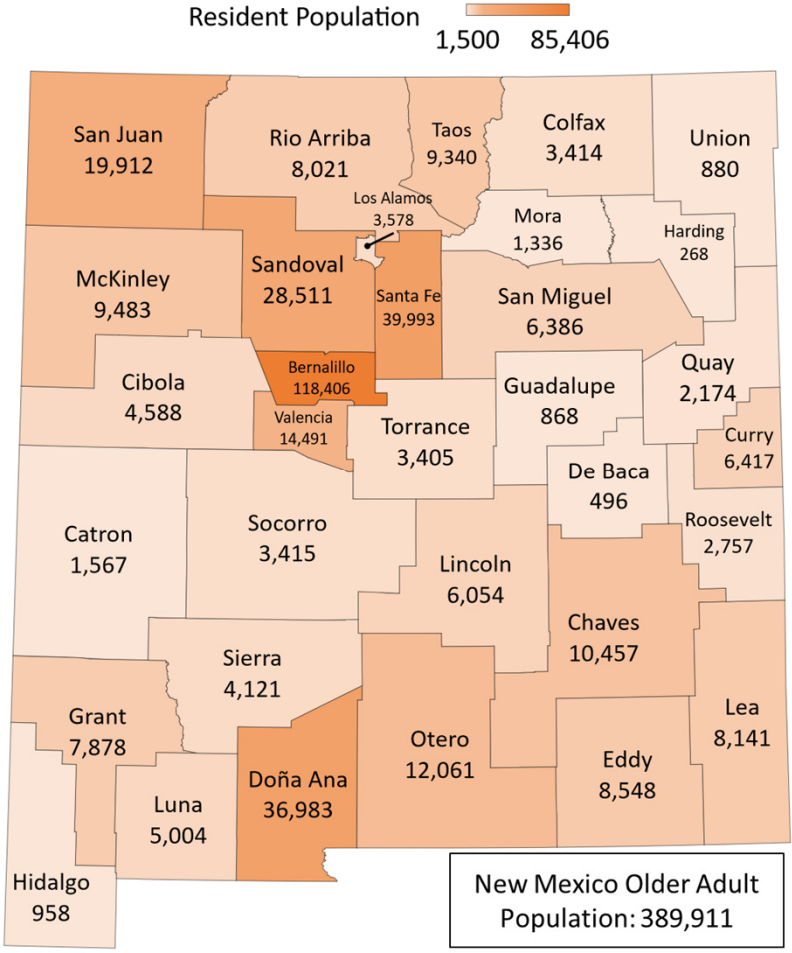 Resident Population
1,500 85,406
San Juan
19,912
Rio Arriba
8,021
Taos
9,340
Colfax
3,414
Union
880
Los Alamos
3,578
Mora
1,336
Harding
268
McKinley
9,483
Sandoval
28,511
Santa Fe
39,993
San Miguel
6,386
Bernalillo
118,406
Cibola
4,588
Valencia
14,491
Torrance
3,405
Guadalupe
868
Quay
2,174
Curry
6,417
De Baca
496
Roosevelt
2,757
Catron
1,567
Socorro
3,415
Lincoln
6,054
Chaves
10,457
Sierra
4,121
Grant
7,878
Doña Ana
36,983
Otero
12,061
Eddy
8,548
Lea
8,141
Luna
5,004
Hidalgo
958
New Mexico Older Adult
Population: 389,911